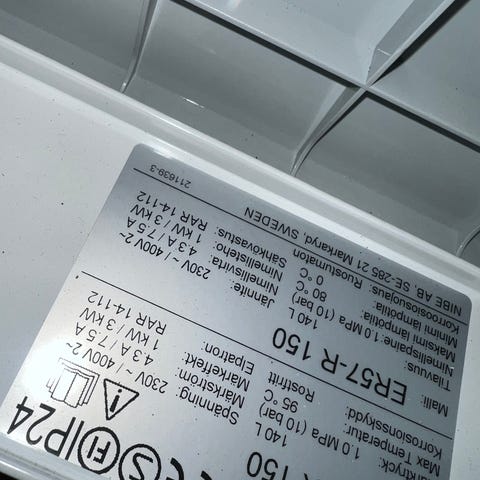 S FI IP24
R 150
140 L Spänning: 230V ~ / 400V 2~
1.0 MPa (10 bar) Märkström: 4.3 A / 7.5 A
Max Temperatur: 95 °C Märkeffekt: 1 kW / 3 kW
Korrosionsskydd: Rostfritt Elpatron: RAR 14-112
Malli: ER57-R 150
Tilavuus: 140 L Jännite: 230V ~ / 400V 2~
Nimellispaine: 1.0 MPa (10 bar) Nimellisvirta: 4.3 A / 7.5 A
Maksimi lämpötila: 80 °C Nimellisteho: 1 kW / 3 kW
Minimi lämpötila: 0 °C Sähkövastus: RAR 14-112
Korroosiosuojaus: Ruostumaton
NIBE AB, SE-285 21 Markaryd, SWEDEN 211639-3